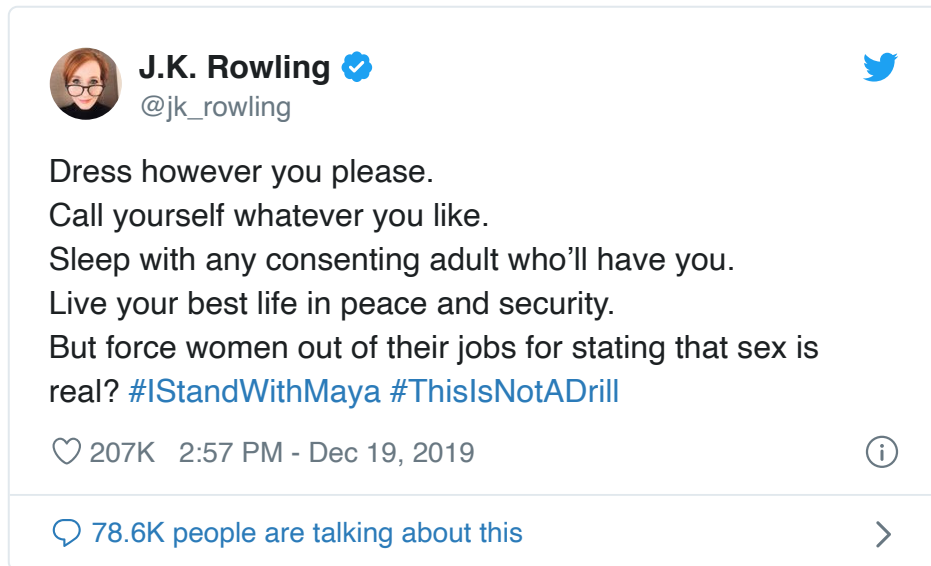 J.K. Rowling
@jk_rowling
Dress however you please.
Call yourself whatever you like.
Sleep with any consenting adult who’ll have you.
Live your best life in peace and security.
But force women out of their jobs for stating that sex is
real? #IStandWithMaya #ThisIsNotADrill
207K 2:57 PM - Dec 19, 2019
78.6K people are talking about this